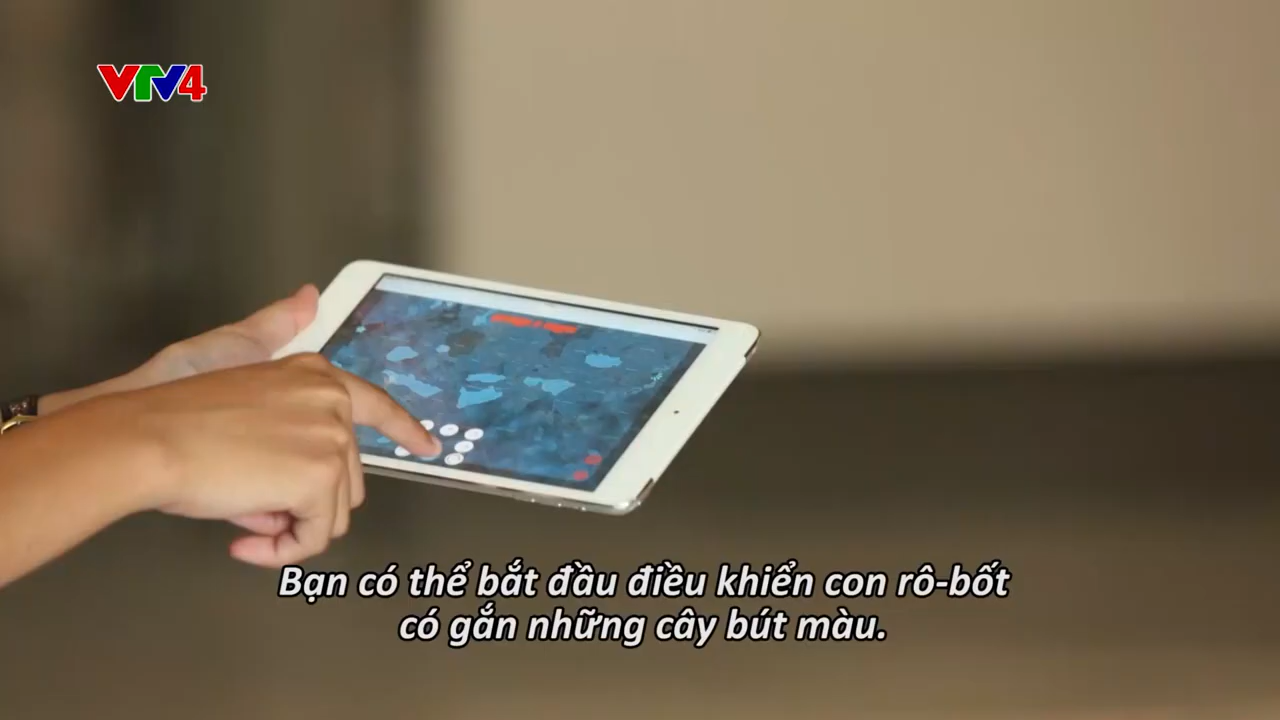 VTV4
Bạn có thể bắt đầu điều khiển con rô-bốt
có gắn những cây bút màu.